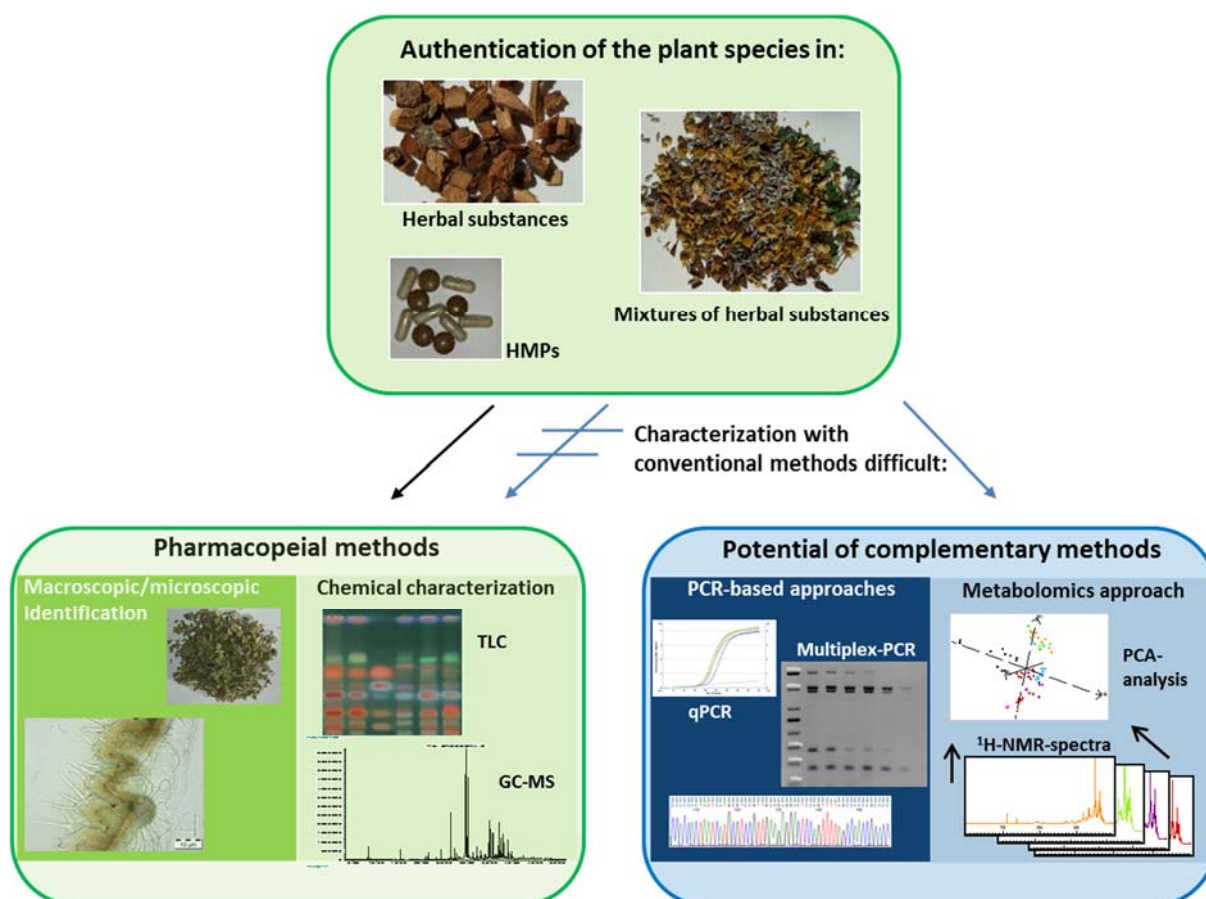 Authentication of the plant species in:
Herbal substances
HMPs
Mixtures of herbal substances
Characterization with
conventional methods difficult:
Pharmacopeial methods
Macroscopic/microscopic
identification
Chemical characterization
TLC
GC-MS
10 µm
Potential of complementary methods
PCR-based approaches
qPCR
Multiplex-PCR
Metabolomics approach
PCA-
analysis
¹H-NMR-spectra